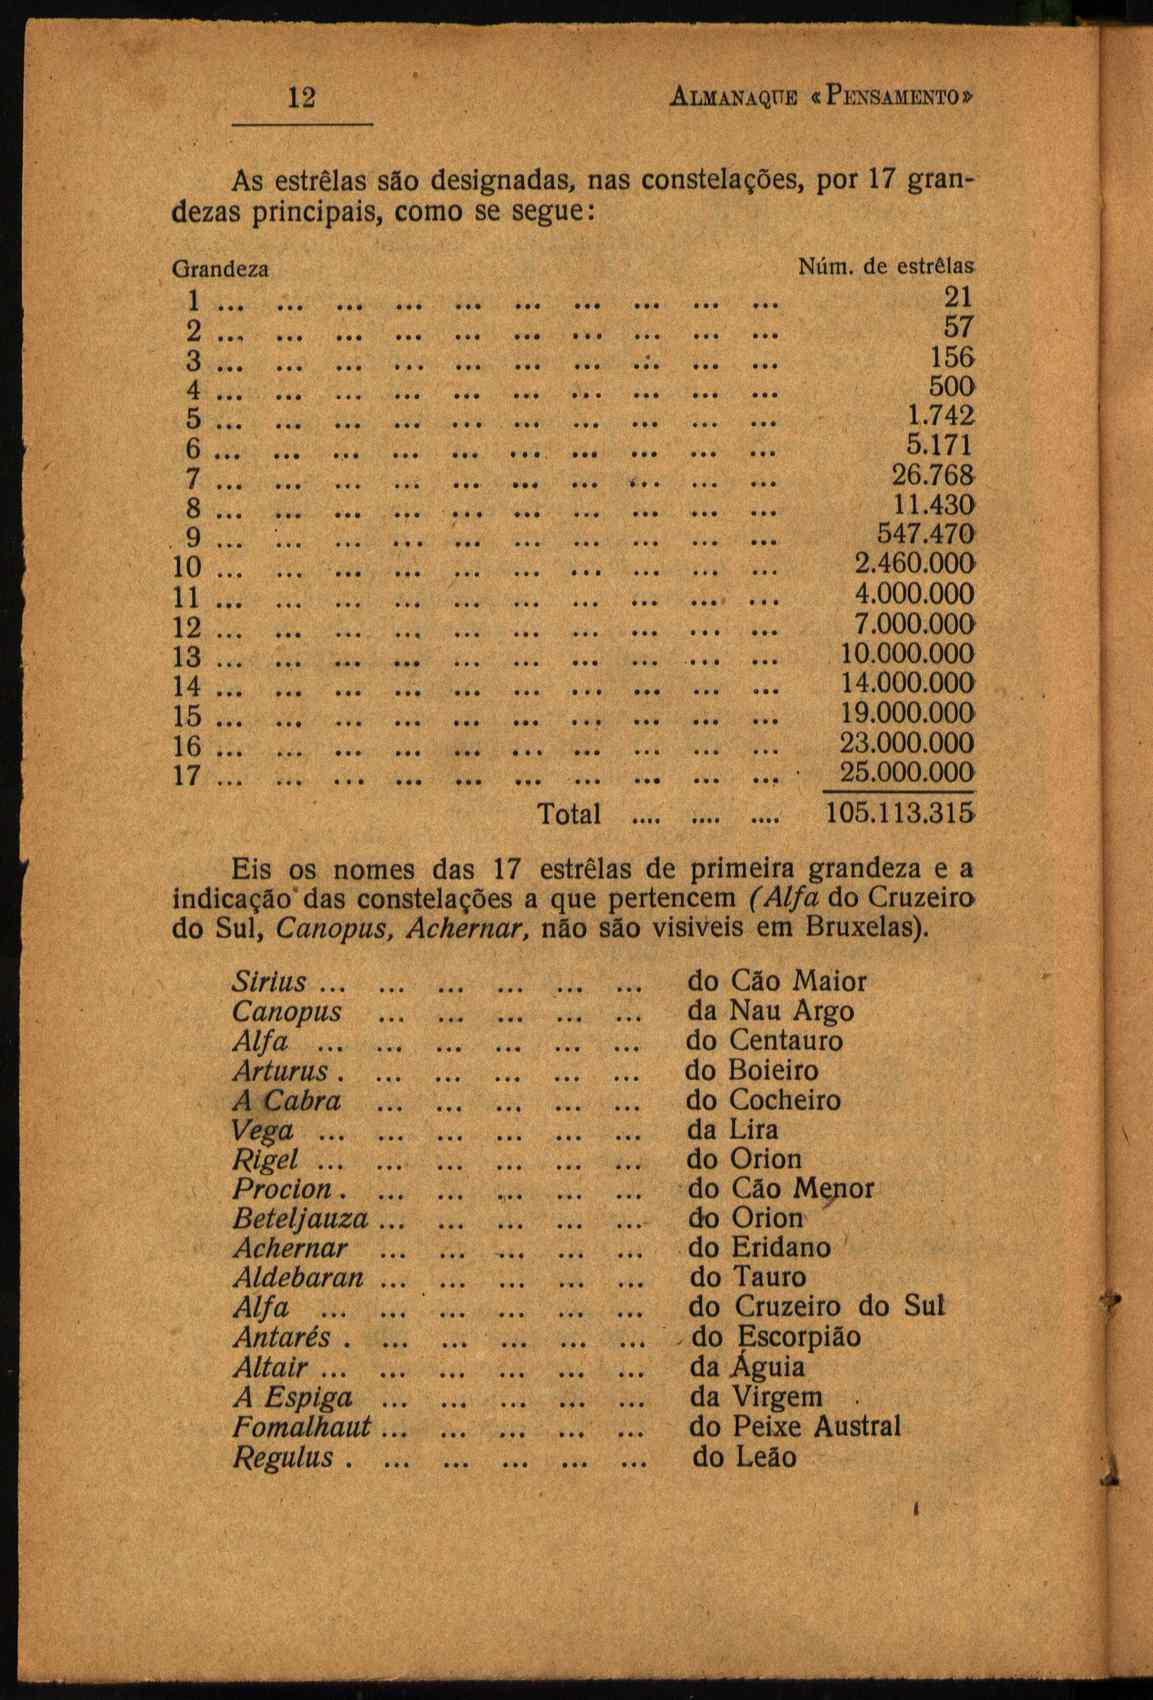 12 ALMANAQUE «PENSAMENTO»
As estrêlas são designadas, nas constelações, por 17 gran-
dezas principais, como se segue:
Grandeza Núm. de estrêlas
1 ... ... ... ... ... ... ... ... ... ... 21
2 ... ... ... ... ... ... ... ... ... ... 57
3 ... ... ... ... ... ... ... ... ... ... 156
4 ... ... ... ... ... ... ... ... ... ... 500
5 ... ... ... ... ... ... ... ... ... ... 1.742
6 ... ... ... ... ... ... ... ... ... ... 5.171
7 ... ... ... ... ... ... ... ... ... ... 26.768
8 ... ... ... ... ... ... ... ... ... ... 11.430
9 ... ... ... ... ... ... ... ... ... ... 547.470
10 ... ... ... ... ... ... ... ... ... ... 2.460.000
11 ... ... ... ... ... ... ... ... ... ... 4.000.000
12 ... ... ... ... ... ... ... ... ... ... 7.000.000
13 ... ... ... ... ... ... ... ... ... ... 10.000.000
14 ... ... ... ... ... ... ... ... ... ... 14.000.000
15 ... ... ... ... ... ... ... ... ... ... 19.000.000
16 ... ... ... ... ... ... ... ... ... ... 23.000.000
17 ... ... ... ... ... ... ... ... ... ... 25.000.000
Total .... .... .... 105.113.315
Eis os nomes das 17 estrêlas de primeira grandeza e a
indicação das constelações a que pertencem (Alfa do Cruzeiro
do Sul, Canopus, Achernar, não são visiveis em Bruxelas).
Sirius ... ... ... ... ... ... do Cão Maior
Canopus ... ... ... ... ... da Nau Argo
Alfa ... ... ... ... ... ... do Centauro
Arturus . ... ... ... ... ... do Boieiro
A Cabra ... ... ... ... ... do Cocheiro
Vega ... ... ... ... ... ... da Lira
Rigel ... ... ... ... ... ... do Orion
Procion . ... ... ... ... ... do Cão Menor
Beteljauza ... ... ... ... ... do Orion
Achernar ... ... ... ... ... do Eridano
Aldebaran ... ... ... ... ... do Tauro
Alfa ... ... ... ... ... ... do Cruzeiro do Sul
Antarés . ... ... ... ... ... do Escorpião
Altair ... ... ... ... ... ... da Águia
A Espiga ... ... ... ... ... da Virgem
Fomalhaut ... ... ... ... ... do Peixe Austral
Regulus . ... ... ... ... ... do Leão